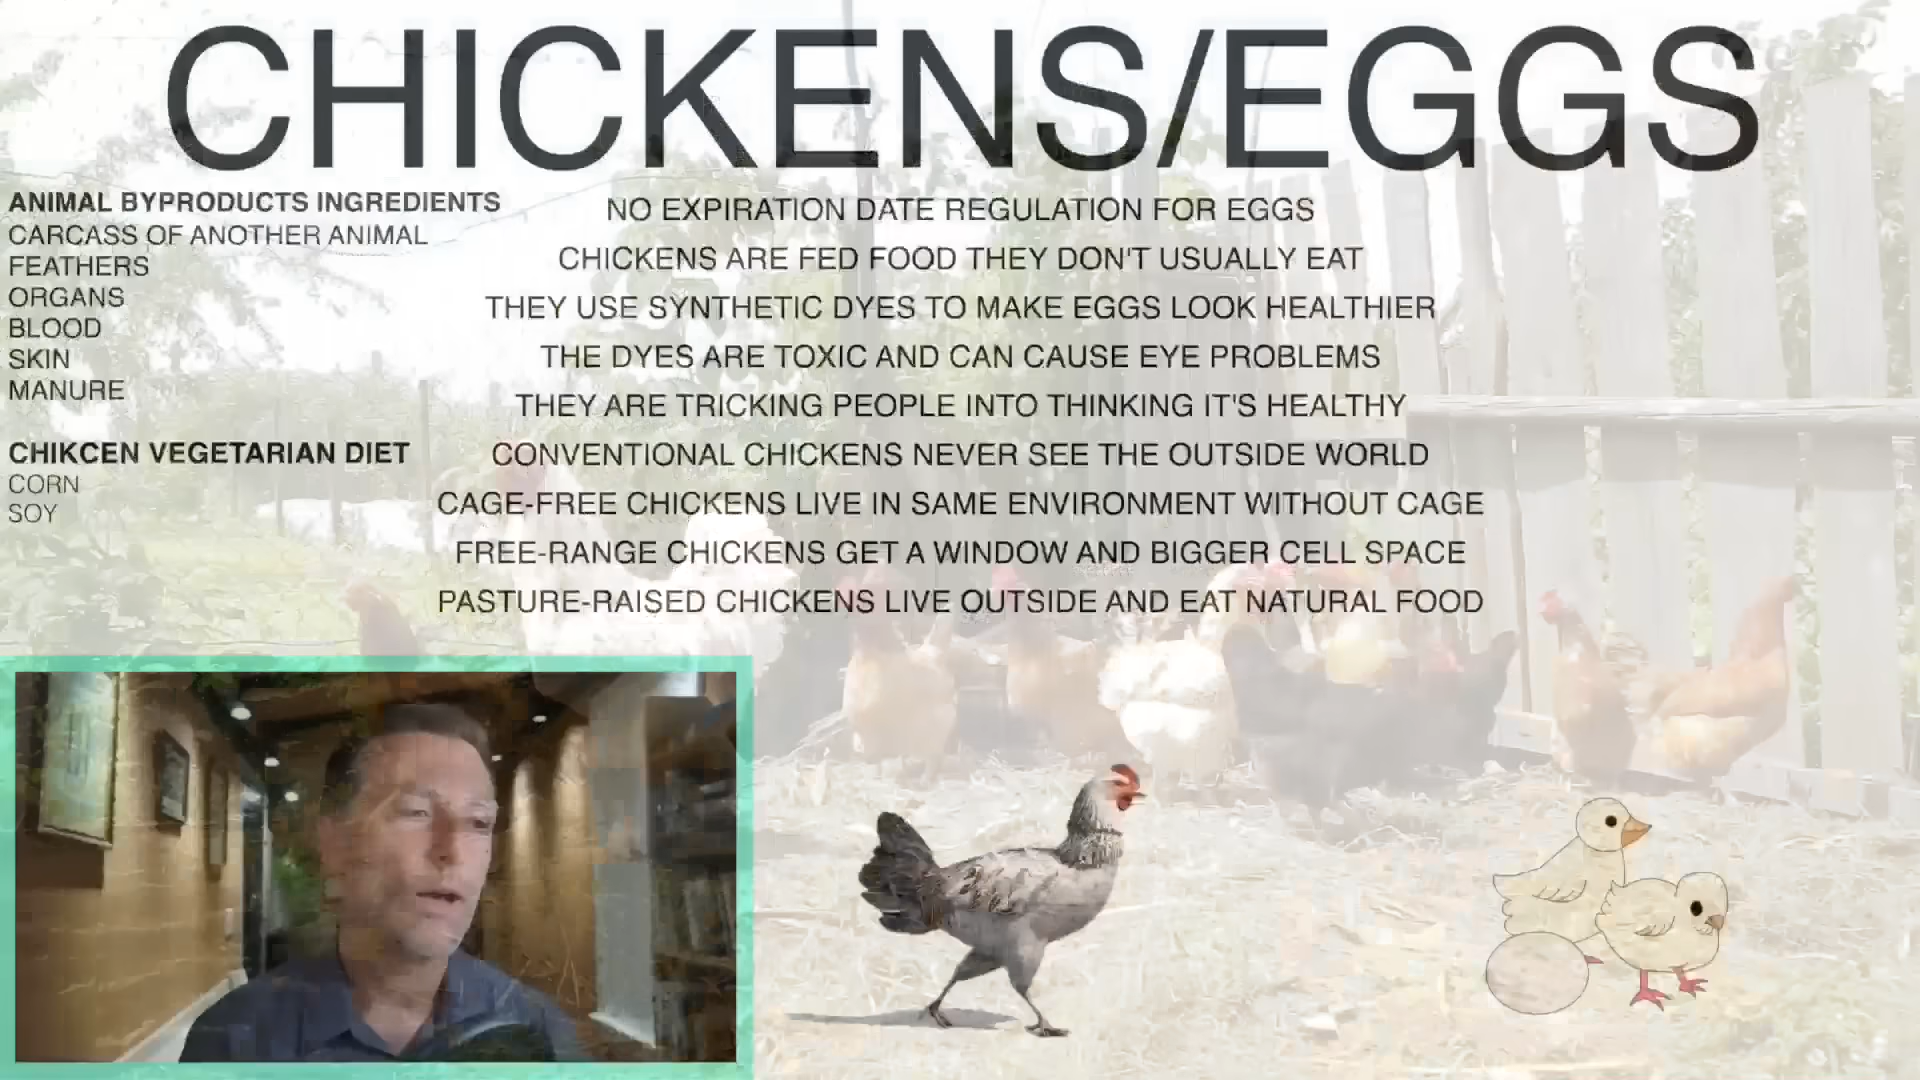 CHICKENS/EGGS
ANIMAL BYPRODUCTS INGREDIENTS
CARCASS OF ANOTHER ANIMAL
FEATHERS
ORGANS
BLOOD
SKIN
MANURE
CHIKCEN VEGETARIAN DIET
CORN
SOY
NO EXPIRATION DATE REGULATION FOR EGGS
CHICKENS ARE FED FOOD THEY DON'T USUALLY EAT
THEY USE SYNTHETIC DYES TO MAKE EGGS LOOK HEALTHIER
THE DYES ARE TOXIC AND CAN CAUSE EYE PROBLEMS
THEY ARE TRICKING PEOPLE INTO THINKING IT'S HEALTHY
CONVENTIONAL CHICKENS NEVER SEE THE OUTSIDE WORLD
CAGE-FREE CHICKENS LIVE IN SAME ENVIRONMENT WITHOUT CAGE
FREE-RANGE CHICKENS GET A WINDOW AND BIGGER CELL SPACE
PASTURE-RAISED CHICKENS LIVE OUTSIDE AND EAT NATURAL FOOD